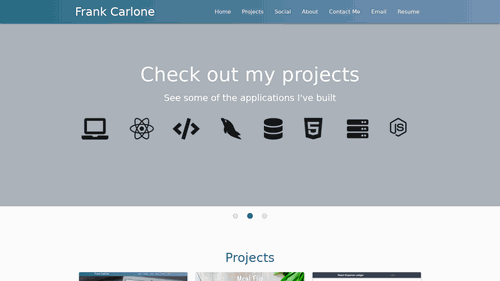 Frank Carlone
Home Projects Social About Contact Me Email Resume
Check out my projects
See some of the applications I've built
Projects